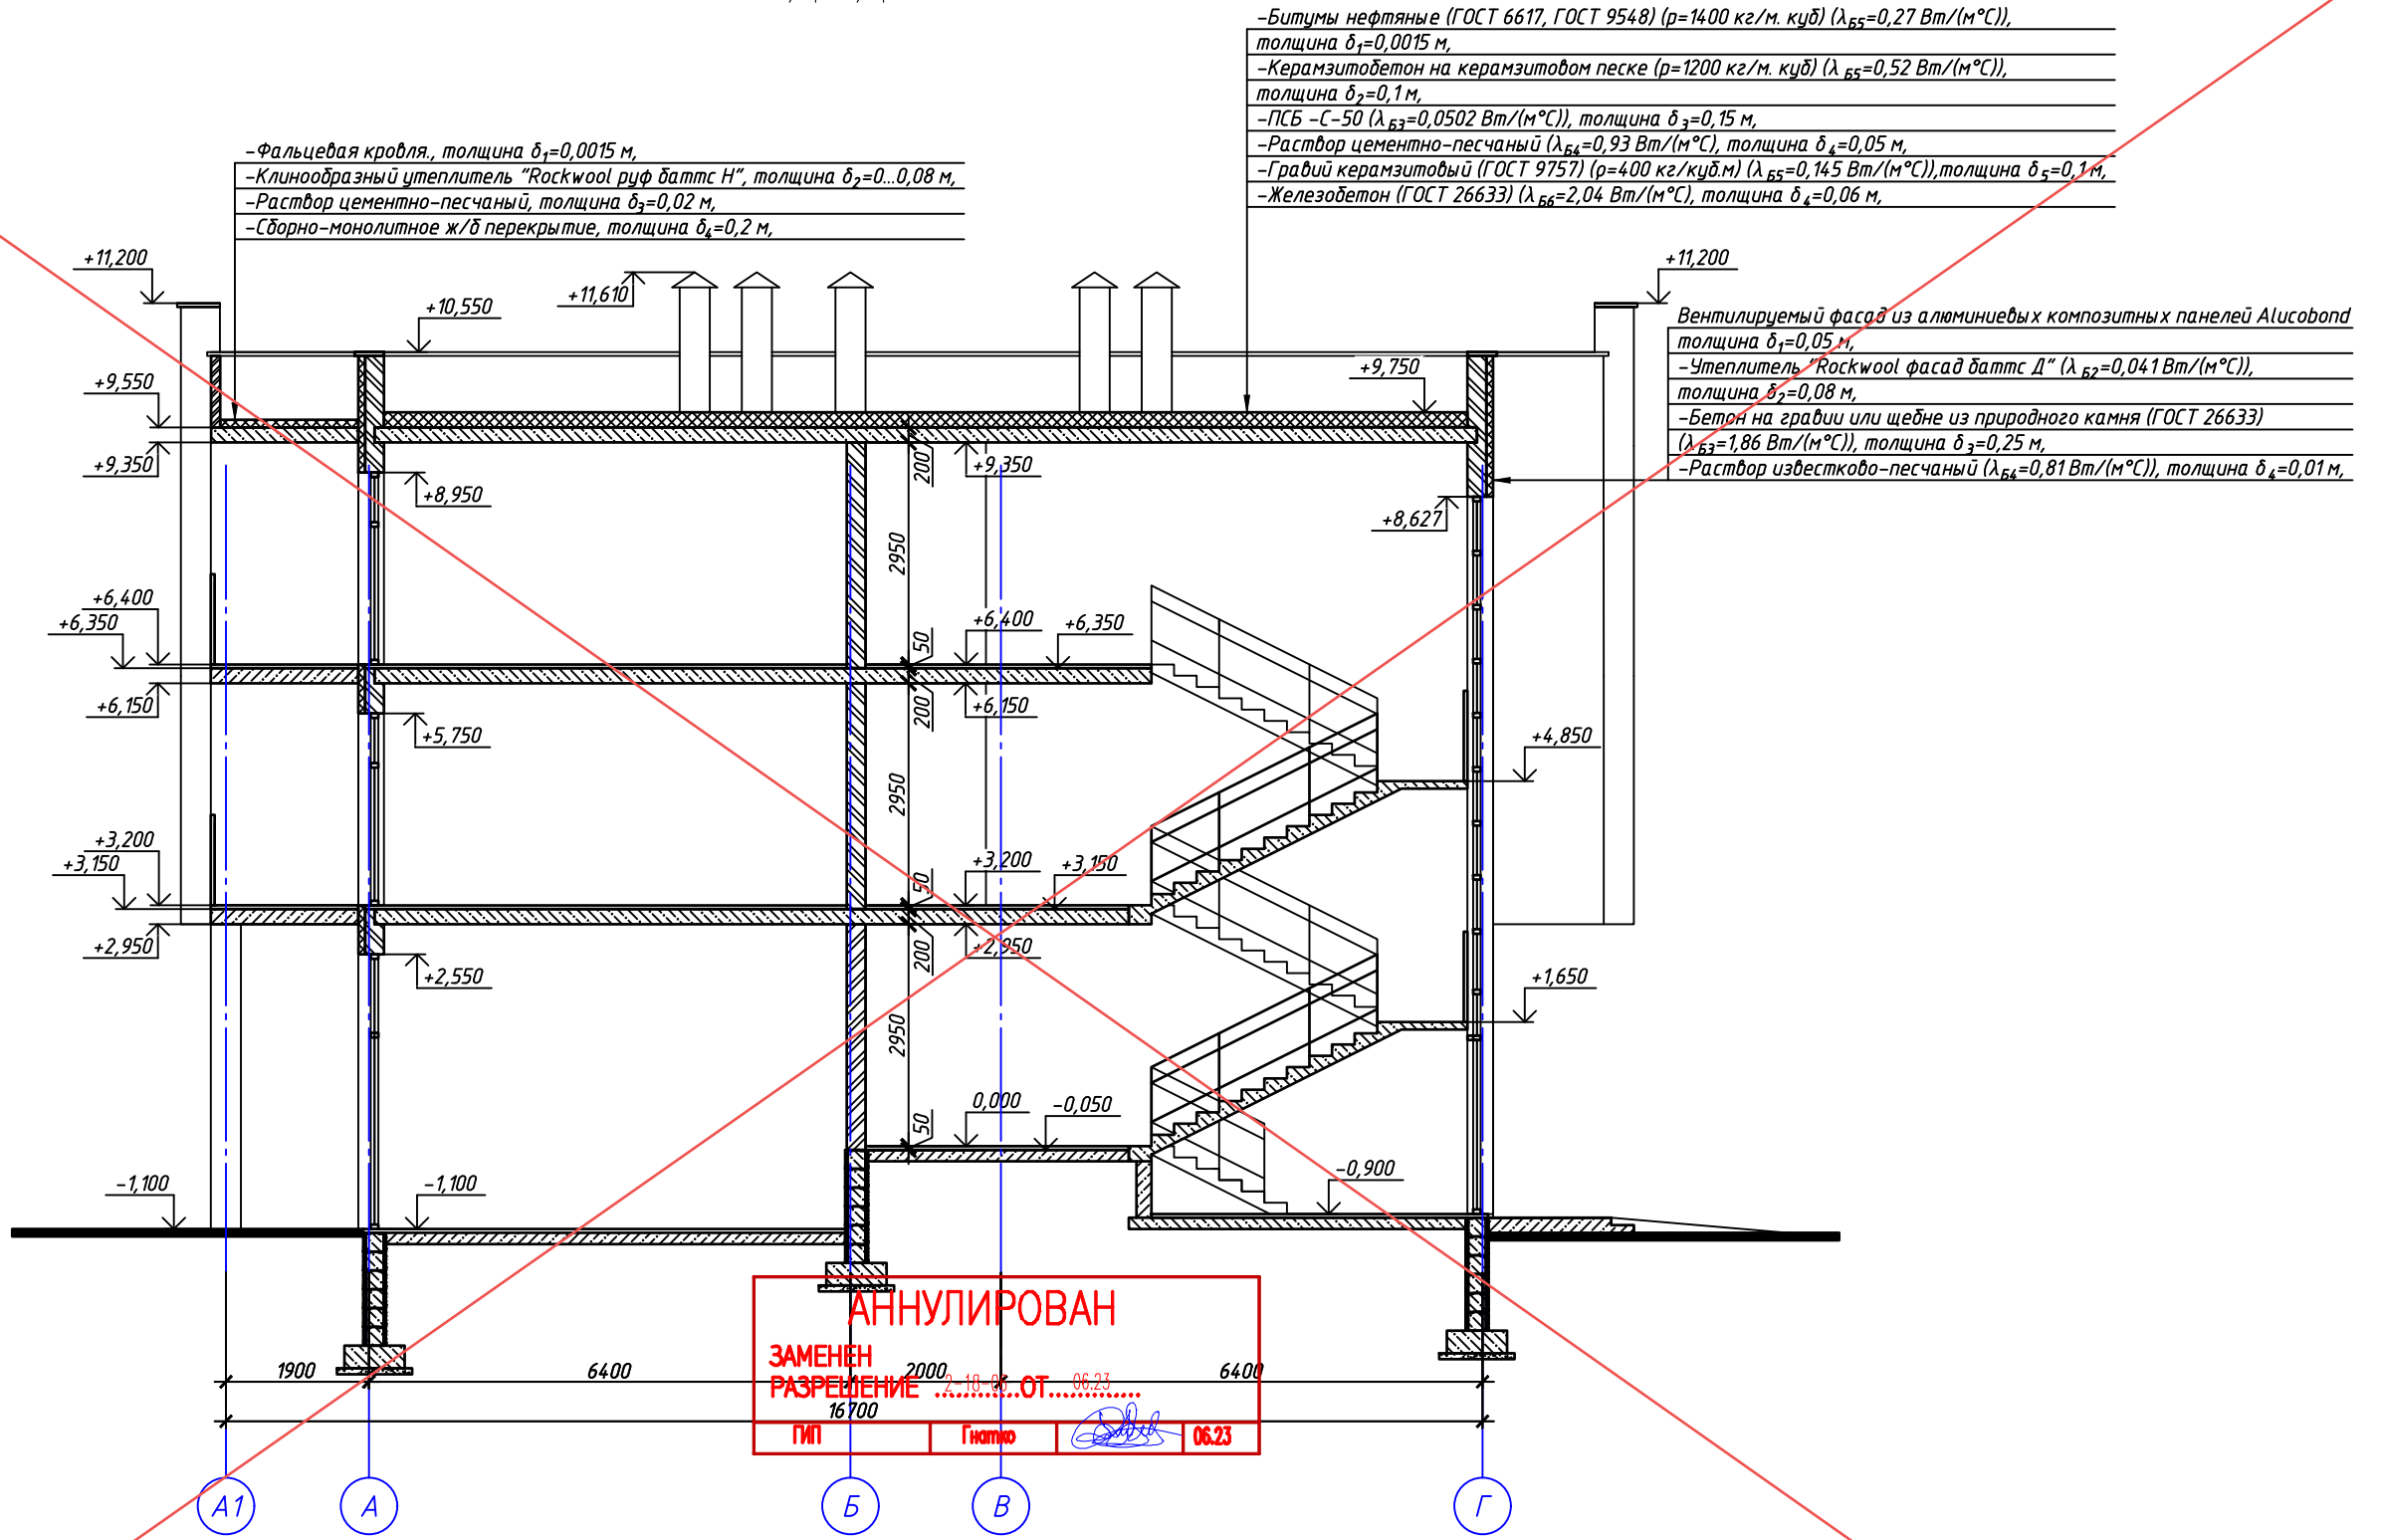 -Битумы нефтяные (ГОСТ 6617, ГОСТ 9548) (p=1400 кг/м. куб) (λБ5=0,27 Вт/(м°С)),
толщина δ1=0,0015 м,
-Керамзитобетон на керамзитовом песке (p=1200 кг/м. куб) (λБ5=0,52 Вт/(м°С)),
толщина δ2=0,1 м,
-ПСБ -С-50 (λБ3=0,0502 Вт/(м°С)), толщина δ3=0,15 м,
-Раствор цементно-песчаный (λБ4=0,93 Вт/(м°С), толщина δ4=0,05 м,
-Гравий керамзитовый (ГОСТ 9757) (ρ=400 кг/куб.м) (λБ5=0,145 Вт/(м°С)),толщина δ5=0,1 м,
-Железобетон (ГОСТ 26633) (λБ6=2,04 Вт/(м°С), толщина δ4=0,06 м,
-Фальцевая кровля., толщина δ1=0,0015 м,
-Клинообразный утеплитель "Rockwool руф баттс Н", толщина δ2=0...0,08 м,
-Раствор цементно-песчаный, толщина δ3=0,02 м,
-Сборно-монолитное ж/б перекрытие, толщина δ4=0,2 м,
Вентилируемый фасад из алюминиевых композитных панелей Alucobond
толщина δ1=0,05 м,
-Утеплитель "Rockwool фасад баттс Д" (λБ2=0,041 Вт/(м°С)),
толщина δ2=0,08 м,
-Бетон на гравии или щебне из природного камня (ГОСТ 26633)
(λБ3=1,86 Вт/(м°С)), толщина δ3=0,25 м,
-Раствор известково-песчаный (λБ4=0,81 Вт/(м°С)), толщина δ4=0,01 м,
+11,200
+10,550
+11,610
+11,200
+9,550
+9,750
+9,350
200
+9,350
+8,950
+8,627
2950
+6,400
+6,350
50
+6,400
+6,350
+6,150
200
+6,150
+5,750
+4,850
2950
+3,200
+3,150
50
+3,200
+3,150
+2,950
200
+2,950
+2,550
+1,650
2950
50
0,000
-0,050
-1,100
-1,100
-0,900
АННУЛИРОВАН
ЗАМЕНЕН
РАЗРЕШЕНИЕ ОТ 06.23
ГИП Гнатко 06.23
1900 6400 2000 6400
16700
А1 А Б В Г